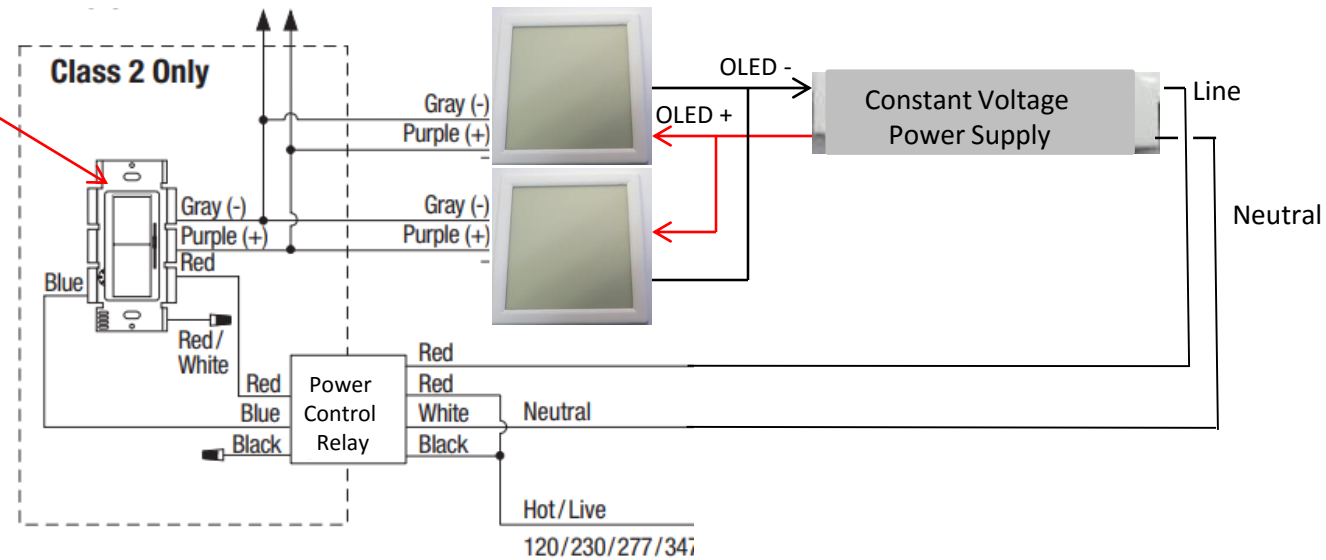 Class 2 Only
Gray (-)
Purple (+)
Gray (-)
Purple (+)
Red
Blue
Red/
White
Gray (-)
Purple (+)
OLED -
OLED +
Constant Voltage
Power Supply
Line
Neutral
Red
Blue
Black
Power
Control
Relay
Red
Red
White
Black
Neutral
Hot/Live
120/230/277/347